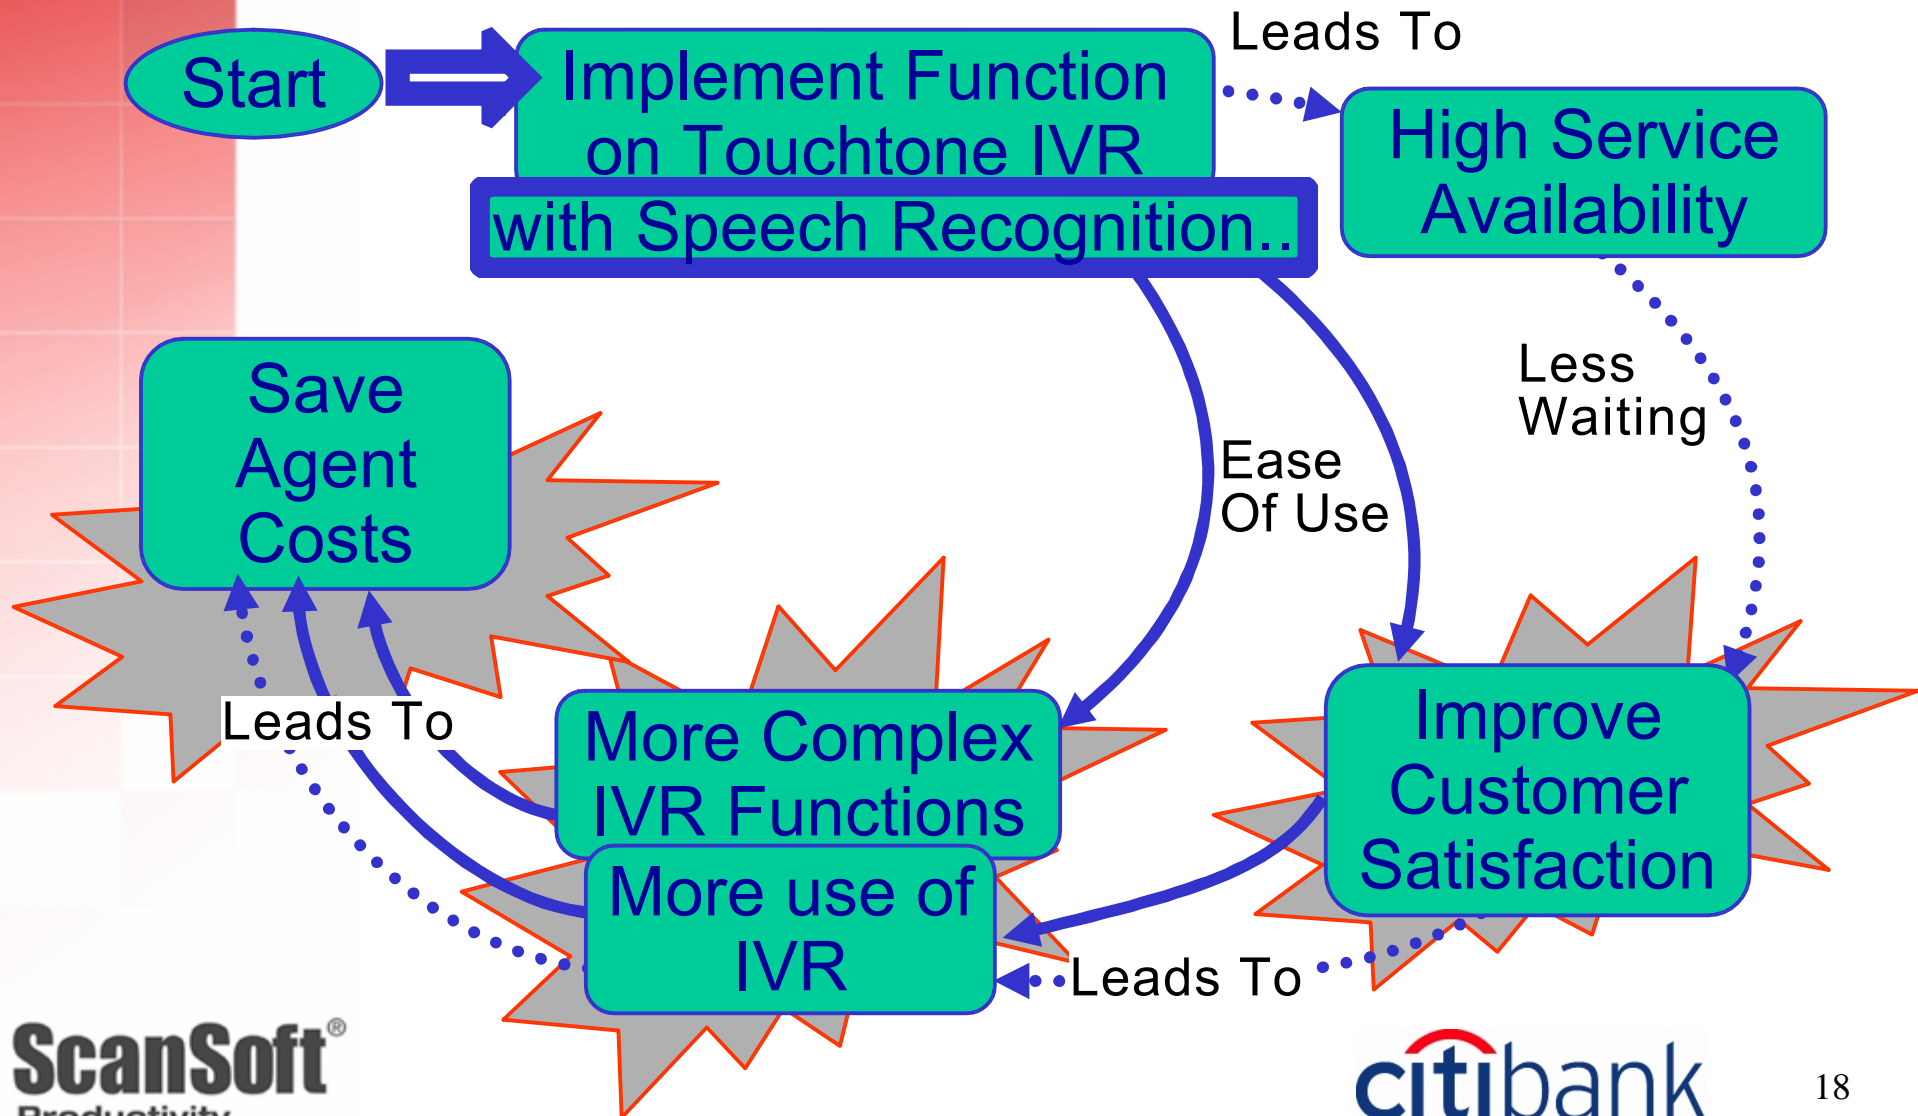 Start
Implement Function
on Touchtone IVR
with Speech Recognition..
Leads To
High Service
Availability
Less
Waiting
Ease
Of Use
Save
Agent
Costs
Leads To
More Complex
IVR Functions
More use of
IVR
Improve
Customer
Satisfaction
Leads To
ScanSoft®
Productivity
citibank
18